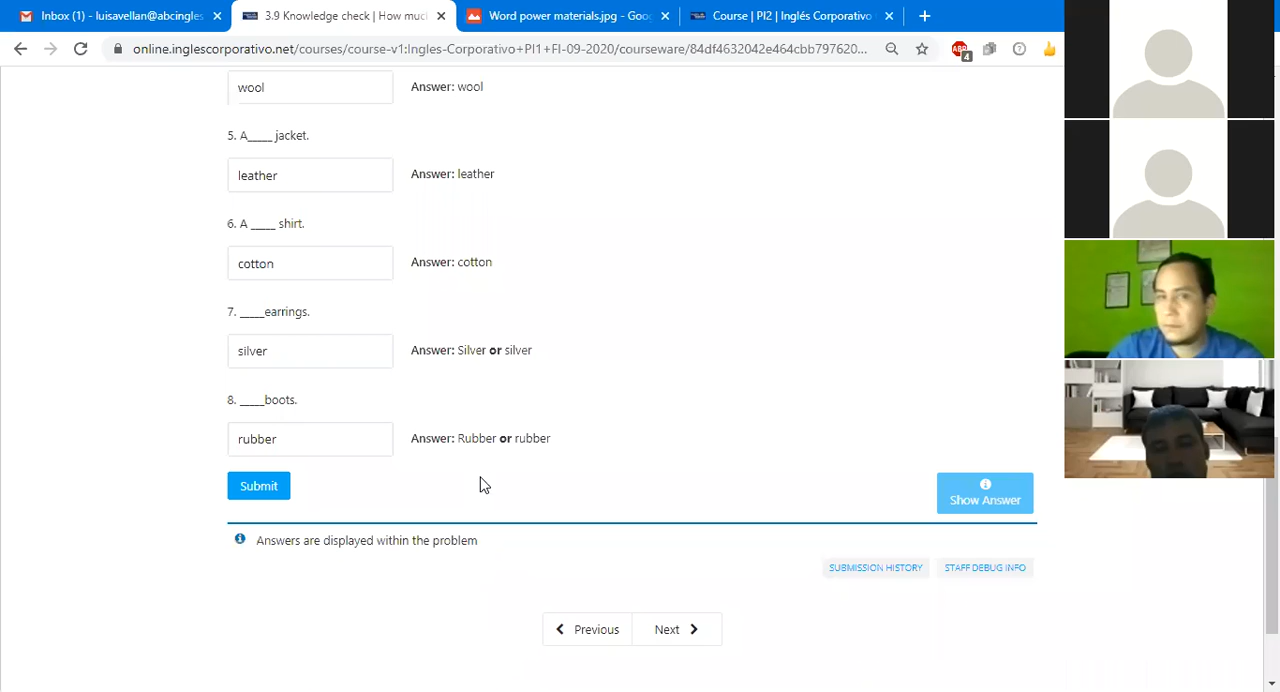 Inbox (1) - luisavellan@abcingles
3.9 Knowledge check | How much
Word power materials.jpg - Goo
Course | PI2 | Inglés Corporativo
online.inglescorporativo.net/courses/course-v1:Ingles-Corporativo+PI1+FI-09-2020/courseware/84df4632042e464cbb797620...
ABP
4
wool
Answer: wool
5. A____ jacket.
leather
Answer: leather
6. A ____ shirt.
cotton
Answer: cotton
7. ____earrings.
silver
Answer: Silver or silver
8. ____boots.
rubber
Answer: Rubber or rubber
Submit
Show Answer
Answers are displayed within the problem
SUBMISSION HISTORY
STAFF DEBUG INFO
Previous
Next